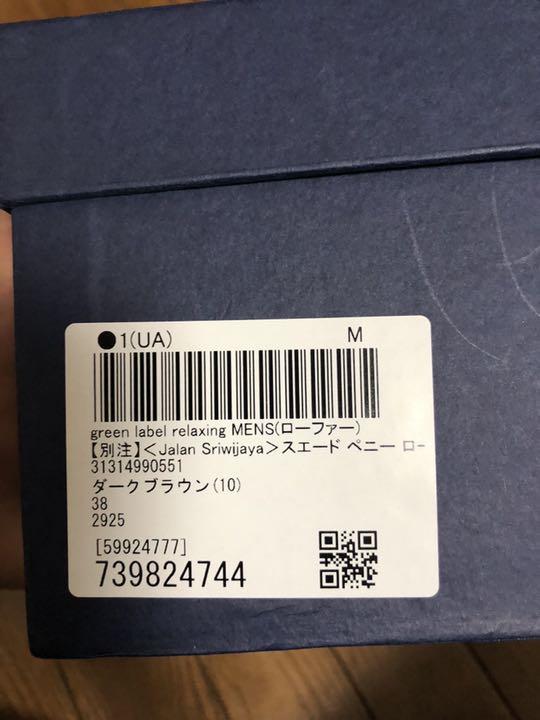 ●1(UA) M
green label relaxing MENS(ローファー)
【別注】<Jalan Sriwijaya>スエード ペニー ロー
31314990551
ダークブラウン(10)
38
2925
[59924777]
739824744